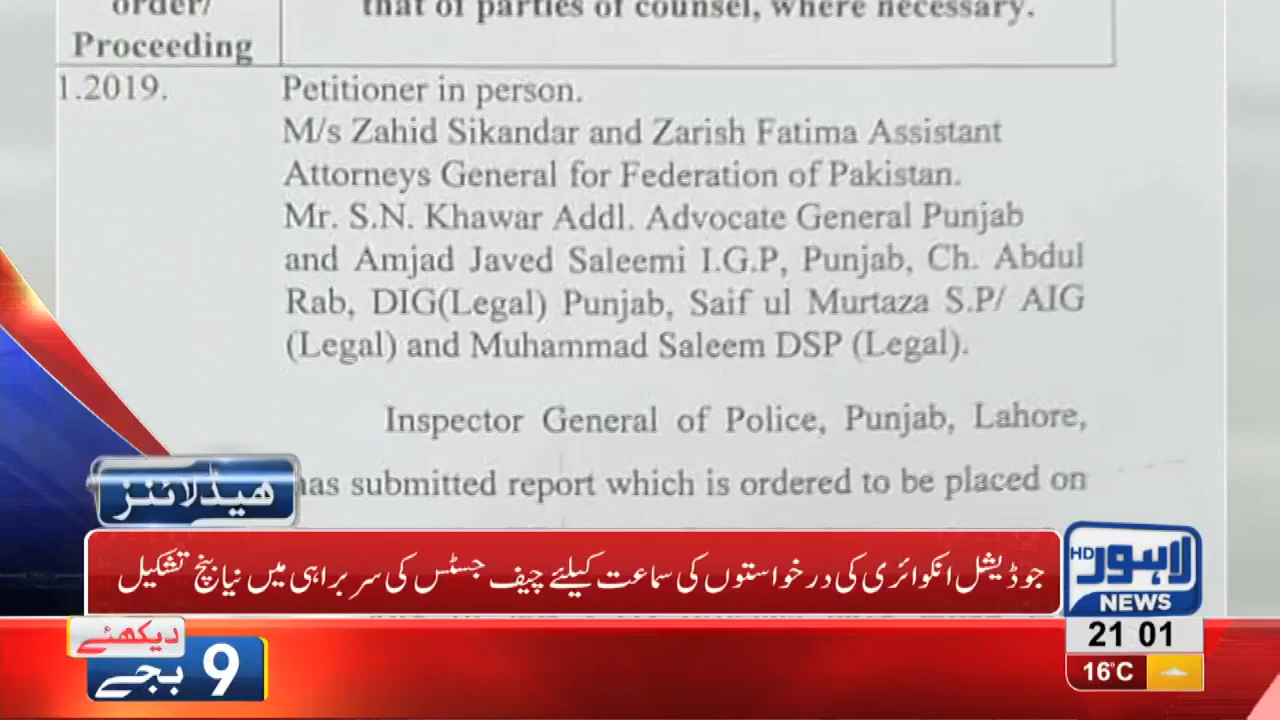 order/
Proceeding
that of parties of counsel, where necessary.
1.2019.
Petitioner in person.
M/s Zahid Sikandar and Zarish Fatima Assistant
Attorneys General for Federation of Pakistan.
Mr. S.N. Khawar Addl. Advocate General Punjab
and Amjad Javed Saleemi I.G.P, Punjab, Ch. Abdul
Rab, DIG(Legal) Punjab, Saif ul Murtaza S.P/ AIG
(Legal) and Muhammad Saleem DSP (Legal).
Inspector General of Police, Punjab, Lahore,
has submitted report which is ordered to be placed on
ھیڈلائنز
جوڈیشل انکوائری کی درخواستوں کی سماعت کیلئے چیف جسٹس کی سربراہی میں نیا بنچ تشکیل
لاہور HD
NEWS
21 01
16°C
دیکھئے
9 بجے